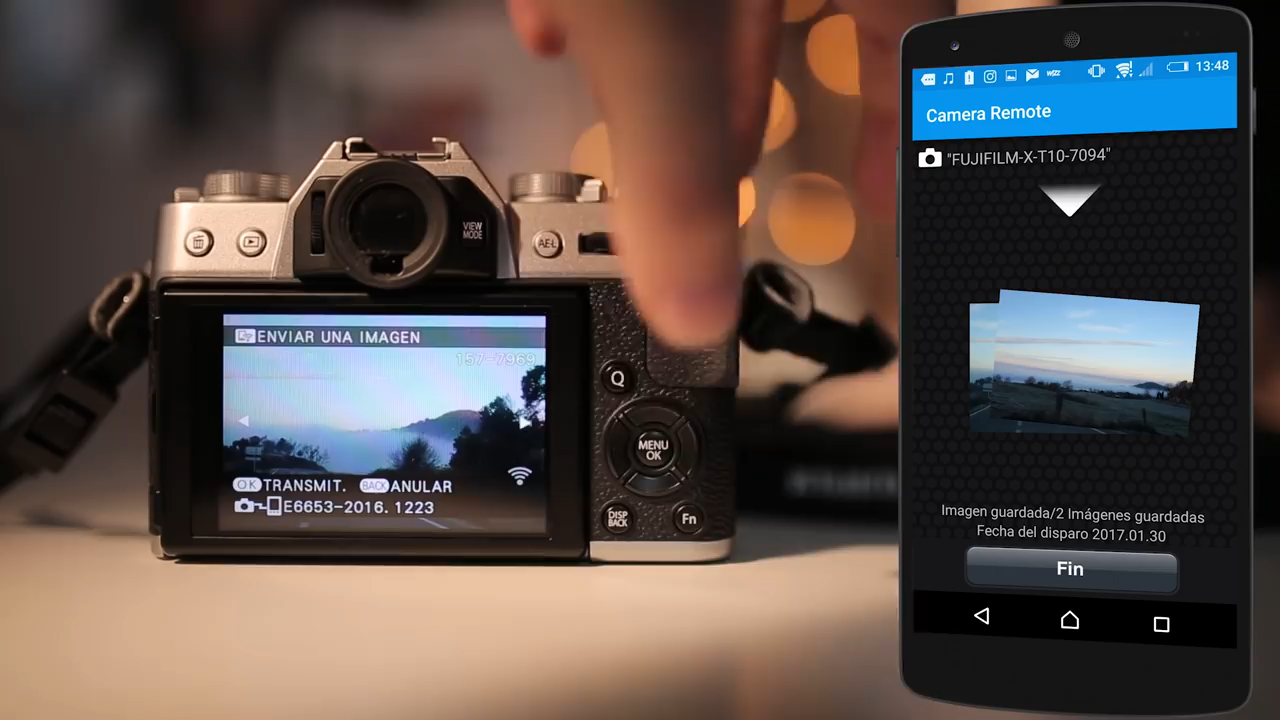 VIEW
MODE
AE-L
ENVIAR UNA IMAGEN
157-7969
OK TRANSMIT. BACK ANULAR
E6653-2016. 1223
Q
MENU
OK
DISP
BACK
Fn
13:48
Camera Remote
"FUJIFILM-X-T10-7094"
Imagen guardada/2 Imágenes guardadas
Fecha del disparo 2017.01.30
Fin